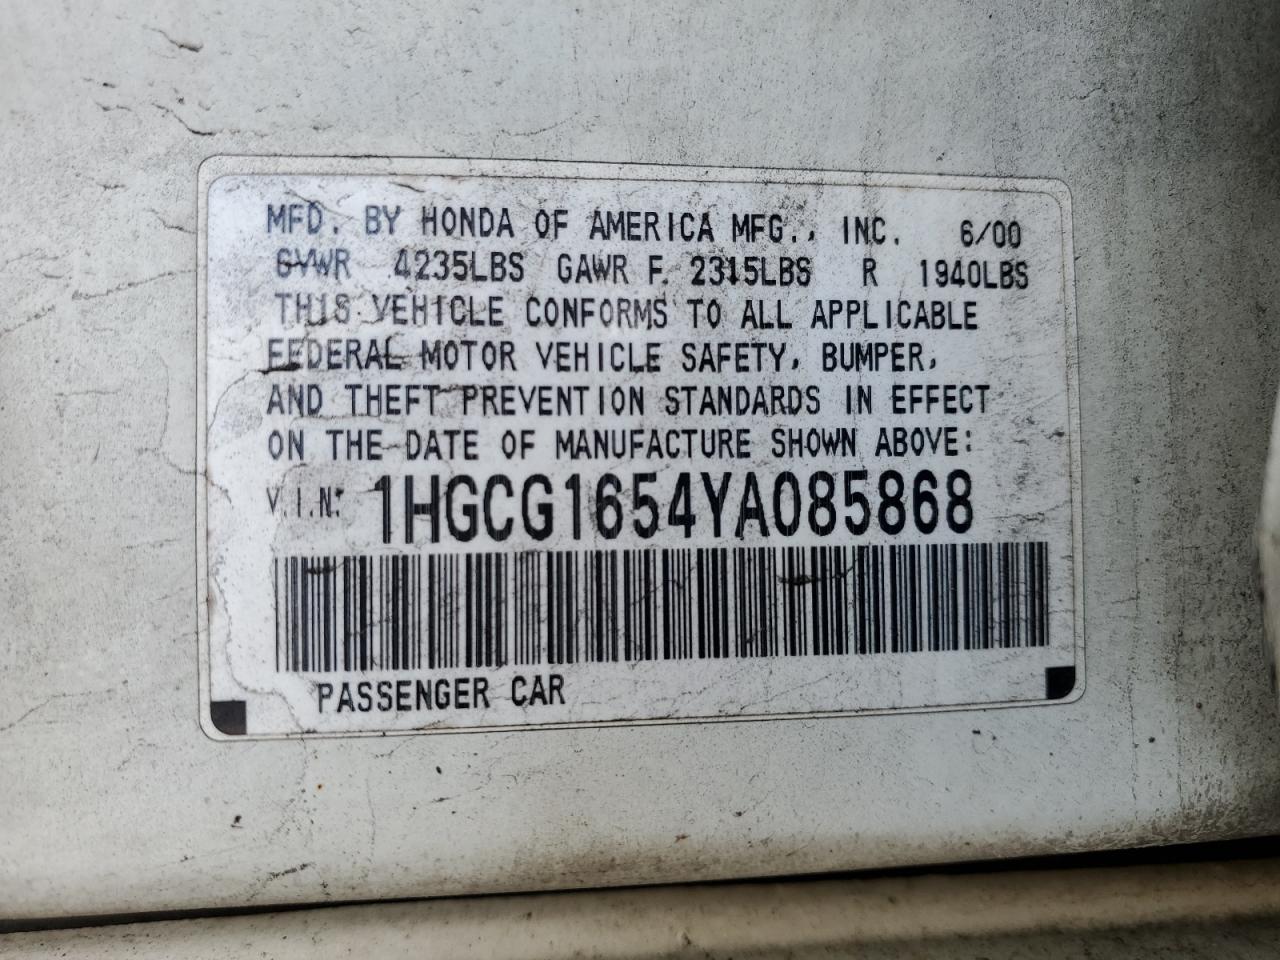 MFD. BY HONDA OF AMERICA MFG., INC. 6/00
GVWR 4235LBS GAWR F 2315LBS R 1940LBS
THIS VEHICLE CONFORMS TO ALL APPLICABLE
FEDERAL MOTOR VEHICLE SAFETY, BUMPER,
AND THEFT PREVENTION STANDARDS IN EFFECT
ON THE DATE OF MANUFACTURE SHOWN ABOVE:
V.I.N: 1HGCG1654YA085868
PASSENGER CAR